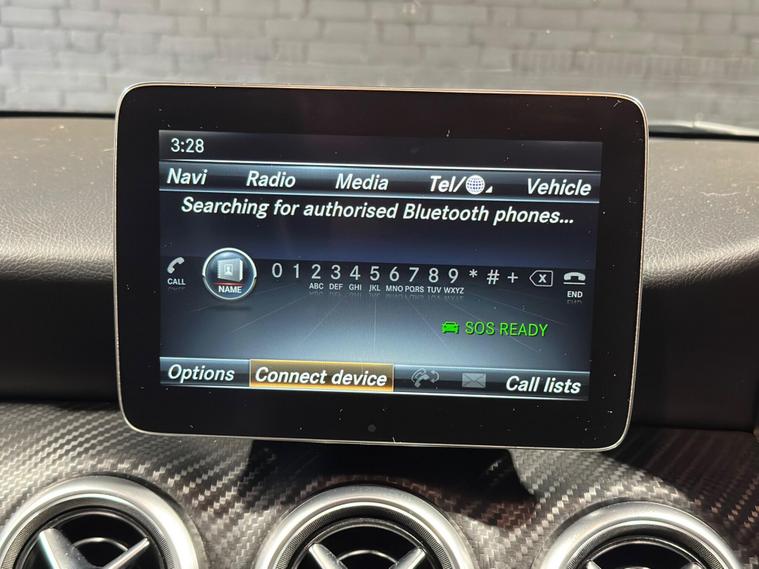 3:28
Navi Radio Media Tel/ Vehicle
Searching for authorised Bluetooth phones...
0 1 2 3 4 5 6 7 8 9 * # + x
CALL NAME ABC DEF GHI JKL MNO PQRS TUV WXYZ END
SOS READY
Options Connect device Call lists